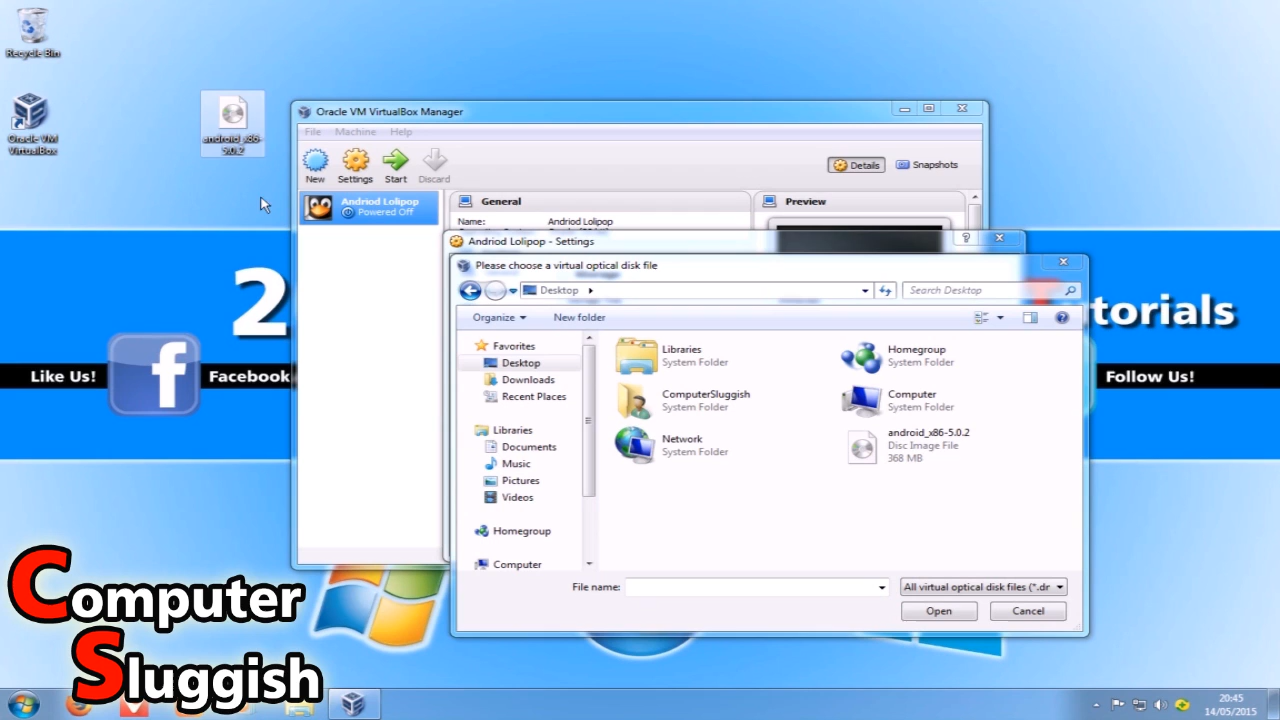 Recycle Bin
Oracle VM
VirtualBox
android_x86-
5.0.2
Oracle VM VirtualBox Manager
File Machine Help
New Settings Start Discard
Details Snapshots
Andriod Lolipop
Powered Off
General
Name: Andriod Lolipop
Preview
Andriod Lolipop - Settings
Please choose a virtual optical disk file
Desktop
Search Desktop
Organize New folder
Favorites
Desktop
Downloads
Recent Places
Libraries
Documents
Music
Pictures
Videos
Homegroup
Computer
Libraries
System Folder
Homegroup
System Folder
ComputerSluggish
System Folder
Computer
System Folder
Network
System Folder
android_x86-5.0.2
Disc Image File
368 MB
File name:
All virtual optical disk files (*.dr
Open Cancel
2
torials
Like Us!
f
Facebook
Follow Us!
Computer
Sluggish
20:45
14/05/2015